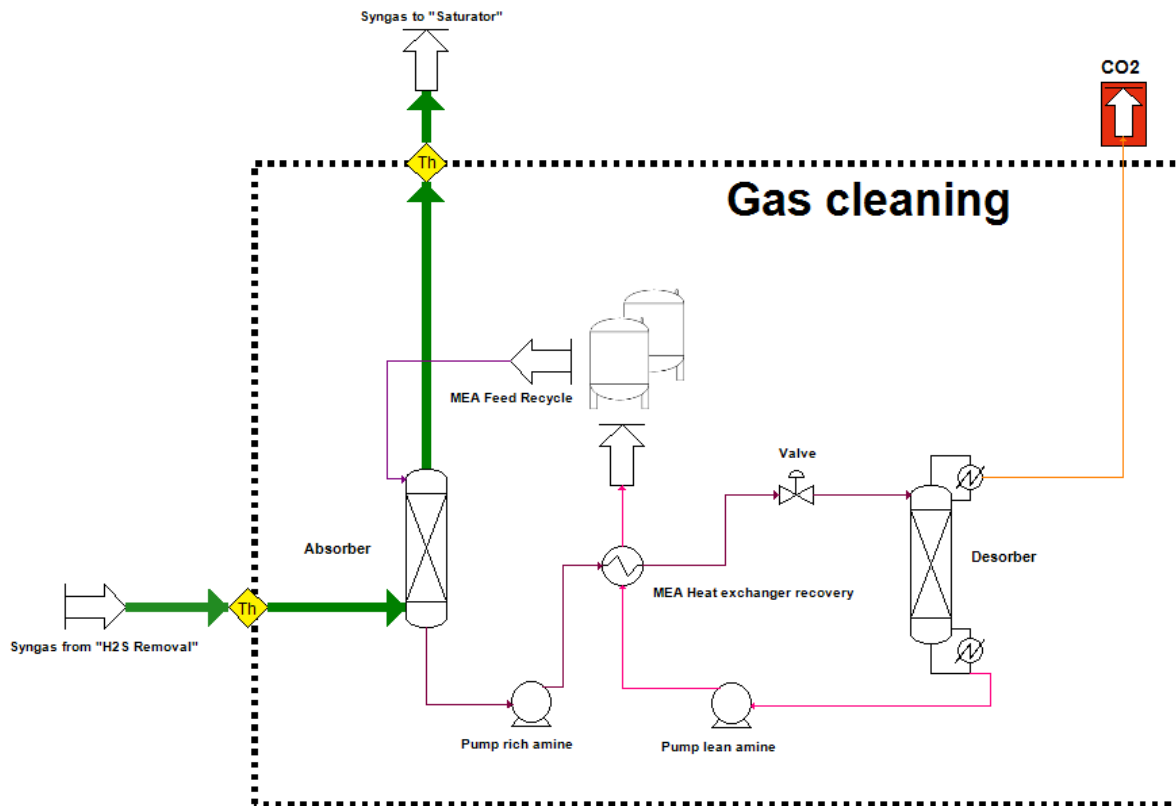 Syngas to "Saturator"
CO2
Th
Gas cleaning
MEA Feed Recycle
Valve
Absorber
Desorber
MEA Heat exchanger recovery
Th
Syngas from "H2S Removal"
Pump rich amine
Pump lean amine